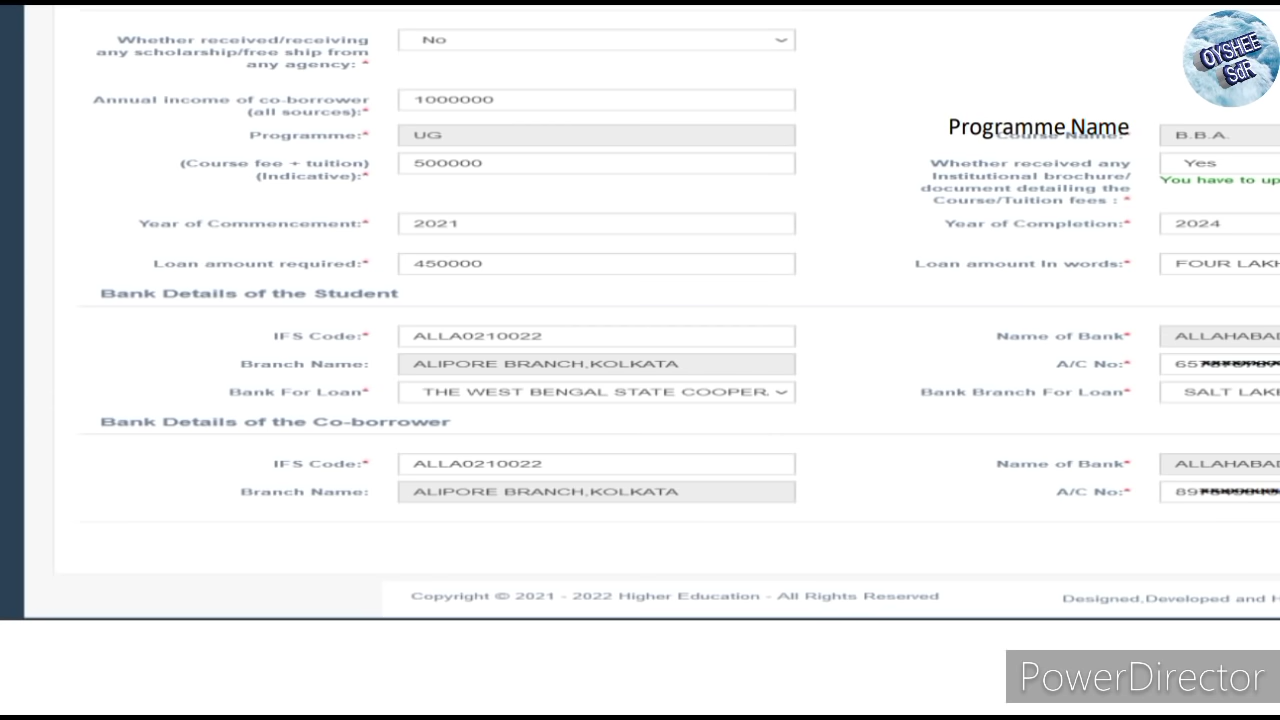 Whether received/receiving
any scholarship/free ship from
any agency: *
No
OYSHEE
SdR
Annual income of co-borrower
(all sources):*
1000000
Programme:*
UG
Programme Name
B.B.A.
(Course fee + tuition)
(Indicative):*
500000
Whether received any
Institutional brochure/
document detailing the
Course/Tuition fees : *
Yes
You have to up
Year of Commencement:*
2021
Year of Completion:*
2024
Loan amount required:*
450000
Loan amount In words:*
FOUR LAKH
Bank Details of the Student
IFS Code:*
ALLA0210022
Name of Bank*
ALLAHABAD
Branch Name:
ALIPORE BRANCH,KOLKATA
A/C No:*
Bank For Loan*
THE WEST BENGAL STATE COOPER.
Bank Branch For Loan*
SALT LAKE
Bank Details of the Co-borrower
IFS Code:*
ALLA0210022
Name of Bank*
ALLAHABAD
Branch Name:
ALIPORE BRANCH,KOLKATA
A/C No:*
Copyright © 2021 - 2022 Higher Education - All Rights Reserved
Designed,Developed and H
PowerDirector